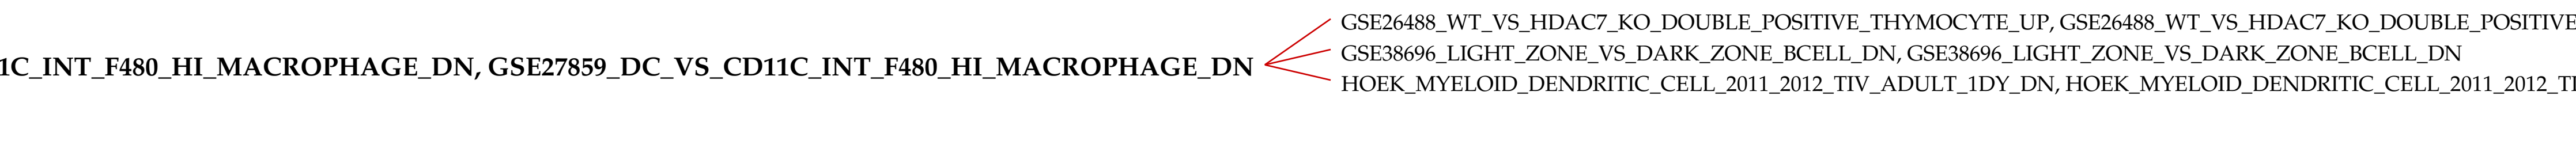 1C_INT_F480_HI_MACROPHAGE_DN, GSE27859_DC_VS_CD11C_INT_F480_HI_MACROPHAGE_DN
GSE26488_WT_VS_HDAC7_KO_DOUBLE_POSITIVE_THYMOCYTE_UP, GSE26488_WT_VS_HDAC7_KO_DOUBLE_POSITIVE
GSE38696_LIGHT_ZONE_VS_DARK_ZONE_BCELL_DN, GSE38696_LIGHT_ZONE_VS_DARK_ZONE_BCELL_DN
HOEK_MYELOID_DENDRITIC_CELL_2011_2012_TIV_ADULT_1DY_DN, HOEK_MYELOID_DENDRITIC_CELL_2011_2012_TI